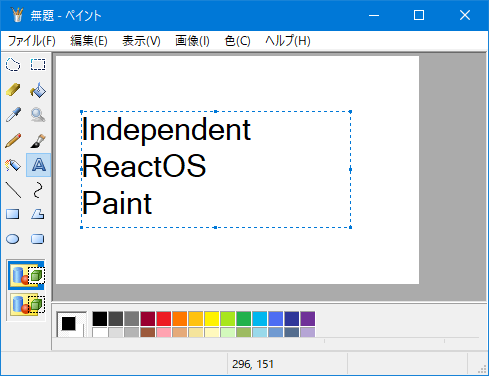 無題 - ペイント
ファイル(F) 編集(E) 表示(V) 画像(I) 色(C) ヘルプ(H)
A
Independent
ReactOS
Paint
296, 151